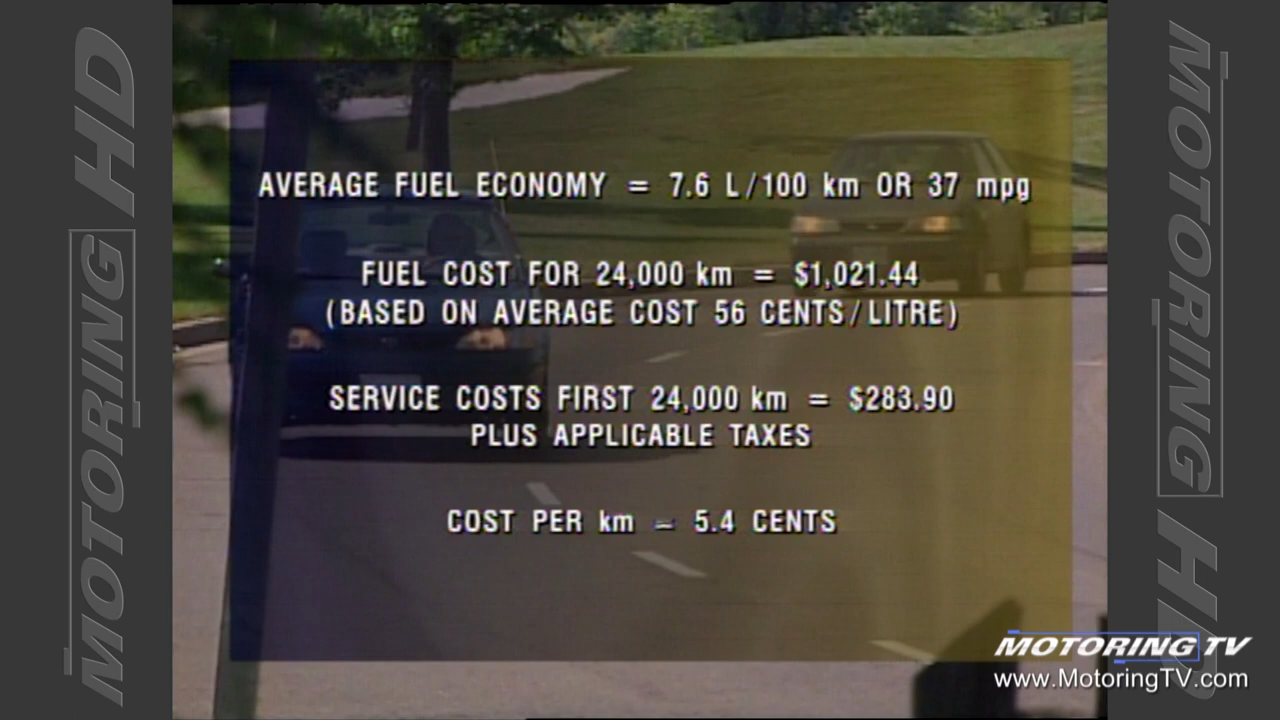 MOTORING HD
AVERAGE FUEL ECONOMY = 7.6 L/100 km OR 37 mpg
FUEL COST FOR 24,000 km = $1,021.44
(BASED ON AVERAGE COST 56 CENTS/LITRE)
SERVICE COSTS FIRST 24,000 km = $283.90
PLUS APPLICABLE TAXES
COST PER km = 5.4 CENTS
MOTORING HD
MOTORING TV
www.MotoringTV.com